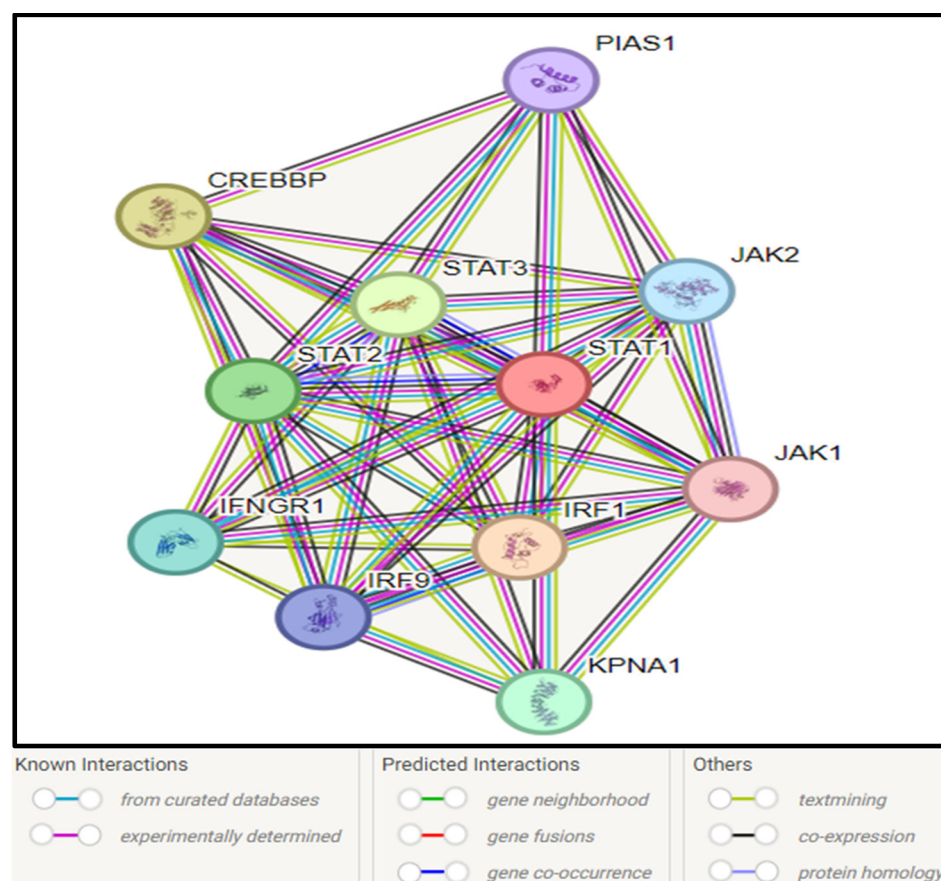 PIAS1
CREBBP
STAT3
JAK2
STAT2
STAT1
JAK1
IFNGR1
IRF1
IRF9
KPNA1
Known Interactions
from curated databases
experimentally determined
Predicted Interactions
gene neighborhood
gene fusions
gene co-occurrence
Others
textmining
co-expression
protein homology